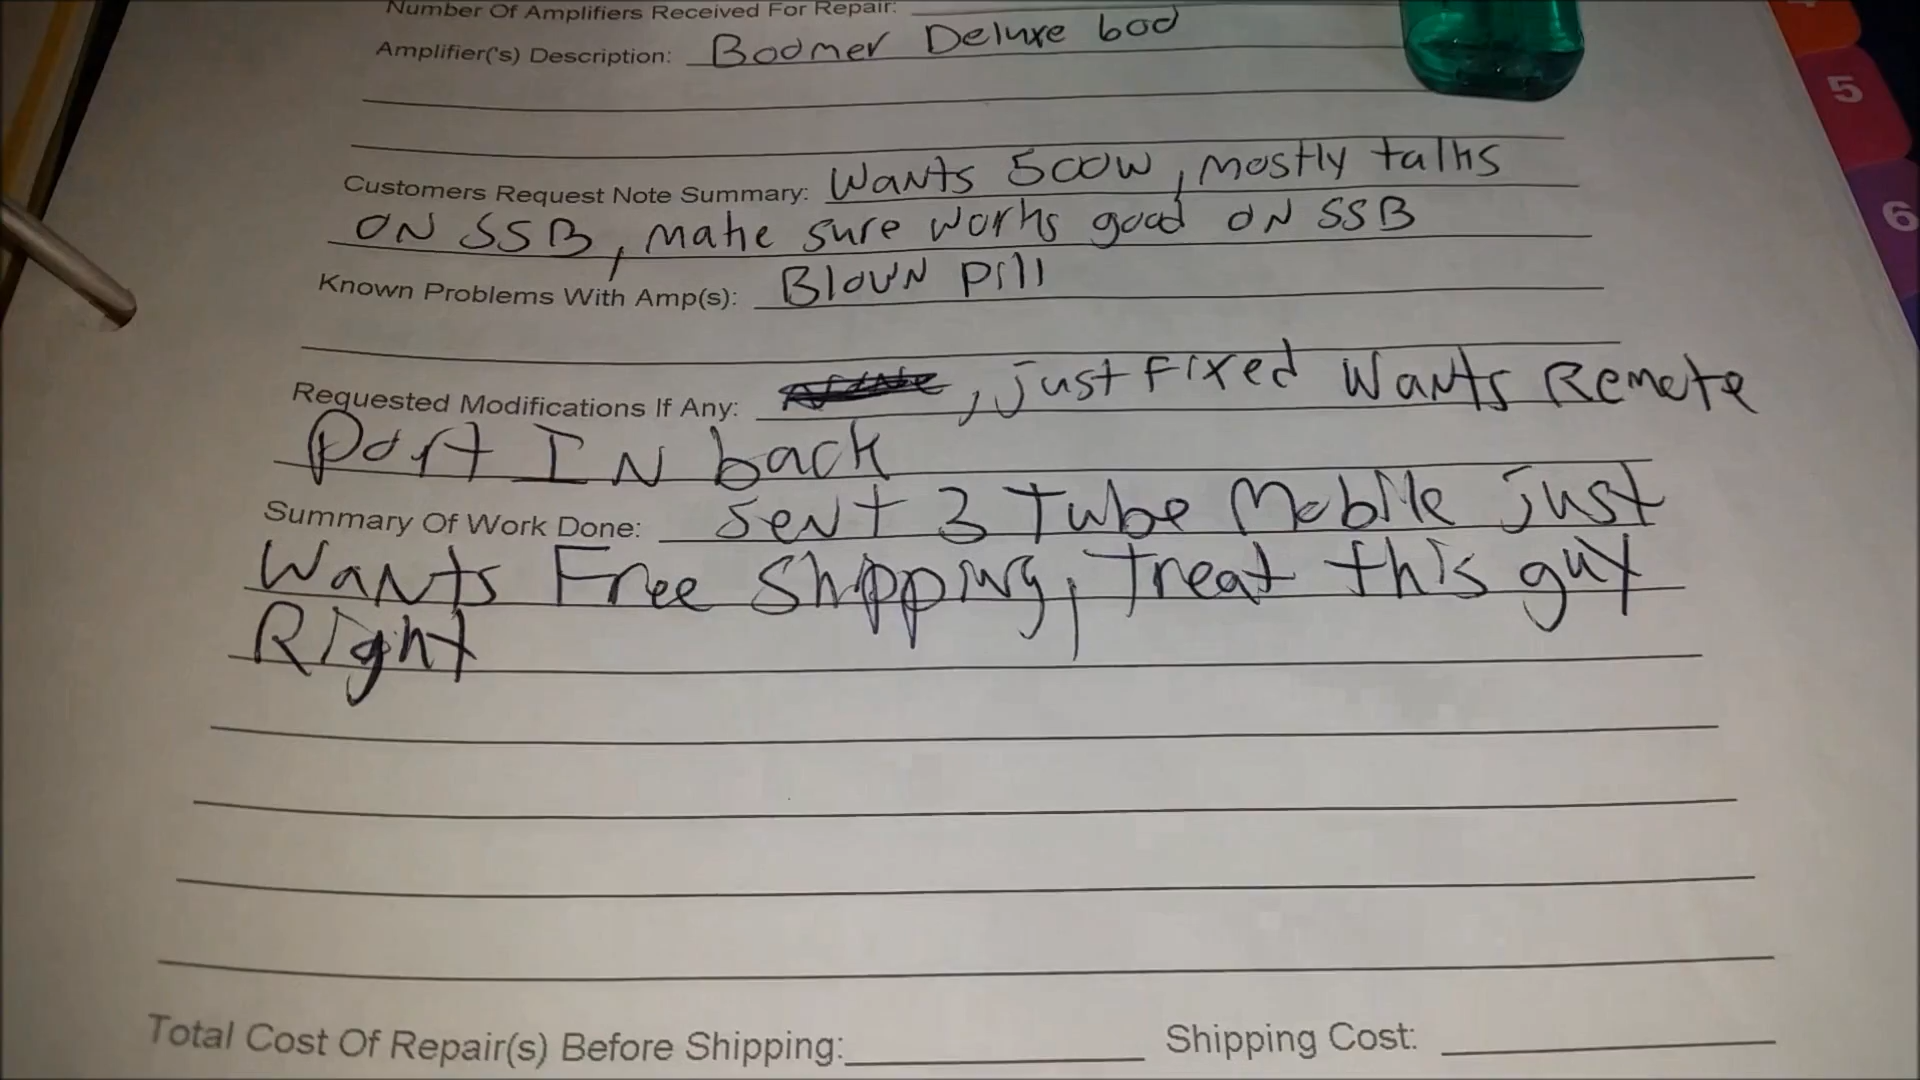 Number Of Amplifiers Received For Repair:
Amplifier('s) Description: Boomer Deluxe 600
Customers Request Note Summary: Wants 500W, mostly talks
ON SSB, make sure works good ON SSB
Known Problems With Amp(s): Blown pill
Requested Modifications If Any: , just Fixed Wants Remote
Port IN back
Summary Of Work Done: Sent 3 Tube Mobile just
Wants Free Shipping, Treat this guy
Right
Total Cost Of Repair(s) Before Shipping: Shipping Cost:
5
6